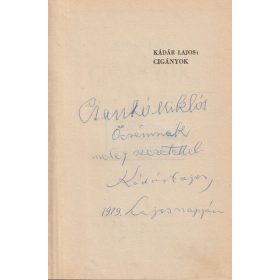 KÁDÁR LAJOS:
CIGÁNYOK
Miklós
Öcsémnek
meleg szeretettel
Kádár Lajos,
1979. Lajos napján